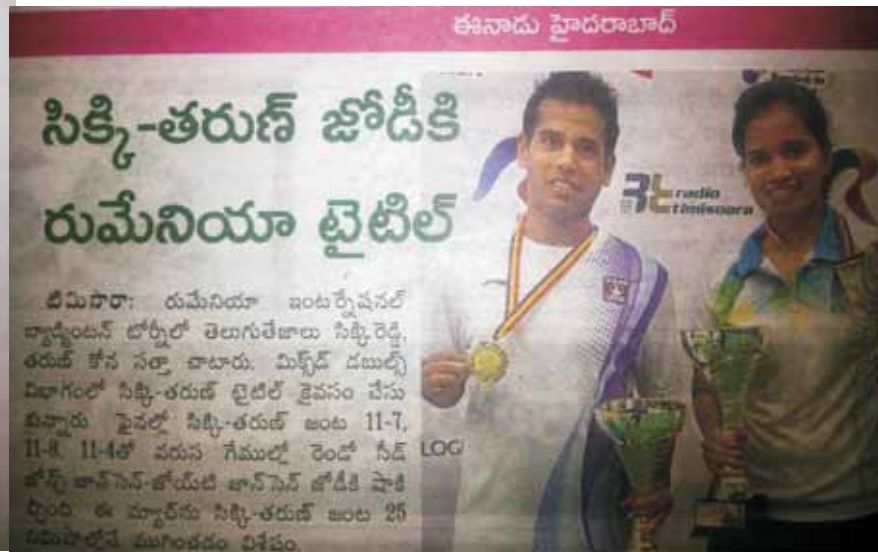 ఈనాడు హైదరాబాద్
సిక్కి-తరుణ్ జోడీకి
రుమేనియా టైటిల్
టిమిసోరా: రుమేనియా ఇంటర్నేషనల్
బ్యాడ్మింటన్ టోర్నీలో తెలుగుతేజాలు సిక్కిరెడ్డి,
తరుణ్ కోన సత్తా చాటారు. మిక్స్‌డ్ డబుల్స్
విభాగంలో సిక్కి-తరుణ్ టైటిల్ కైవసం చేసు
కున్నారు. ఫైనల్లో సిక్కి-తరుణ్ జంట 11-7,
11-8, 11-4తో వరుస గేముల్లో రెండో సీడ్
జోన్స్ జాన్‌సెన్-జోయ్‌టి జాన్‌సెన్ జోడీకి షాకి
చ్చింది. ఈ మ్యాచ్‌ను సిక్కి-తరుణ్ జంట 25
నిమిషాల్లోనే ముగించడం విశేషం.
radio
timisoara
LOG